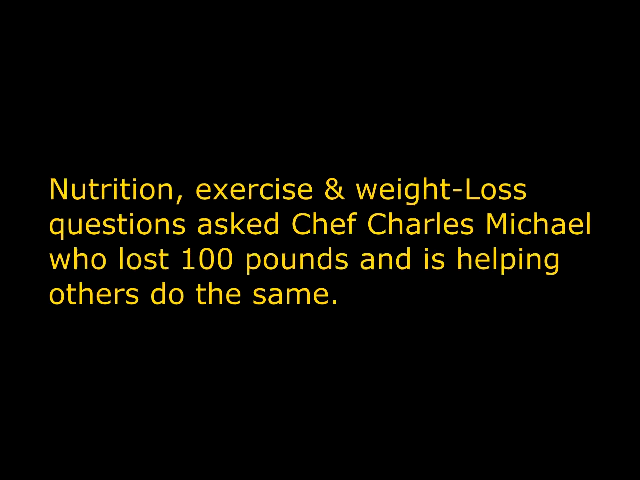 Nutrition, exercise & weight-Loss
questions asked Chef Charles Michael
who lost 100 pounds and is helping
others do the same.